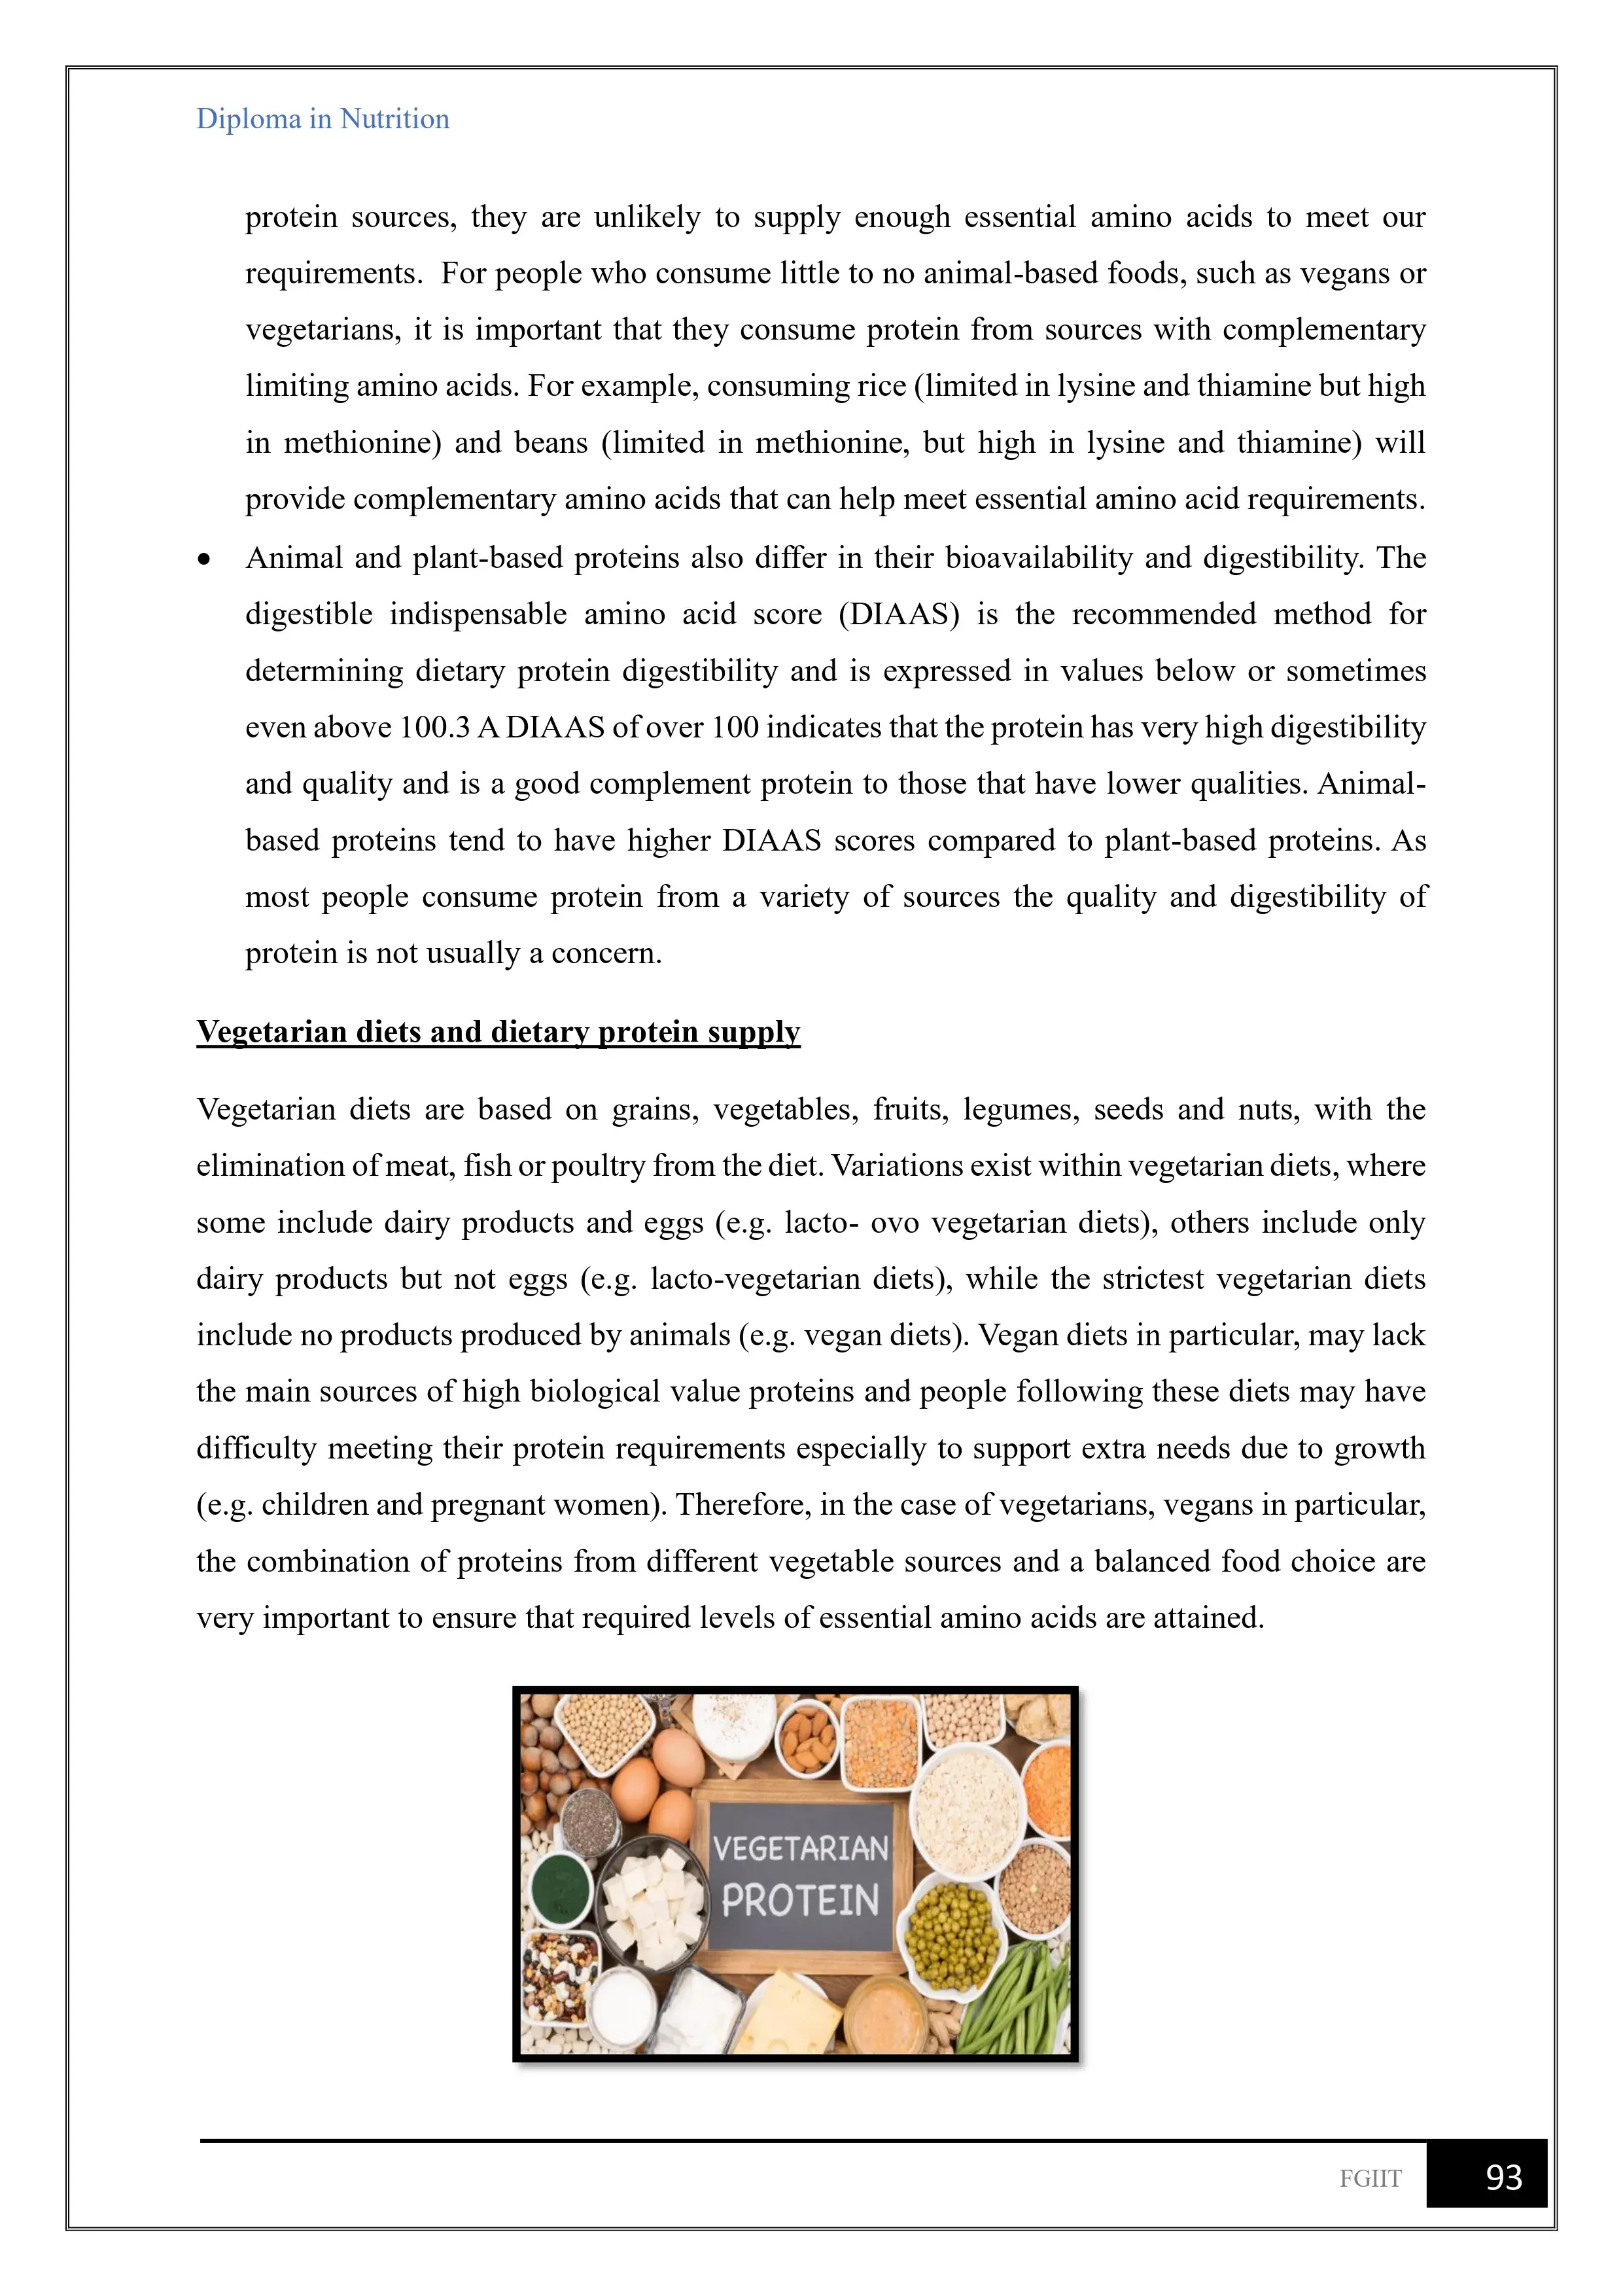 Diploma in Nutrition
protein sources, they are unlikely to supply enough essential amino acids to meet our
requirements.  For people who consume little to no animal-based foods, such as vegans or
vegetarians, it is important that they consume protein from sources with complementary
limiting amino acids. For example, consuming rice (limited in lysine and thiamine but high
in methionine) and beans (limited in methionine, but high in lysine and thiamine) will
provide complementary amino acids that can help meet essential amino acid requirements.
• Animal and plant-based proteins also differ in their bioavailability and digestibility. The
digestible indispensable amino acid score (DIAAS) is the recommended method for
determining dietary protein digestibility and is expressed in values below or sometimes
even above 100.3 A DIAAS of over 100 indicates that the protein has very high digestibility
and quality and is a good complement protein to those that have lower qualities. Animal-
based proteins tend to have higher DIAAS scores compared to plant-based proteins. As
most people consume protein from a variety of sources the quality and digestibility of
protein is not usually a concern.
Vegetarian diets and dietary protein supply
Vegetarian diets are based on grains, vegetables, fruits, legumes, seeds and nuts, with the
elimination of meat, fish or poultry from the diet. Variations exist within vegetarian diets, where
some include dairy products and eggs (e.g. lacto- ovo vegetarian diets), others include only
dairy products but not eggs (e.g. lacto-vegetarian diets), while the strictest vegetarian diets
include no products produced by animals (e.g. vegan diets). Vegan diets in particular, may lack
the main sources of high biological value proteins and people following these diets may have
difficulty meeting their protein requirements especially to support extra needs due to growth
(e.g. children and pregnant women). Therefore, in the case of vegetarians, vegans in particular,
the combination of proteins from different vegetable sources and a balanced food choice are
very important to ensure that required levels of essential amino acids are attained.
VEGETARIAN
PROTEIN
FGIIT 93